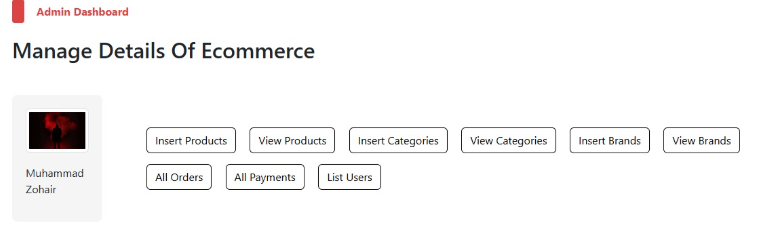 Admin Dashboard
Manage Details Of Ecommerce
Insert Products View Products Insert Categories View Categories Insert Brands View Brands
All Orders All Payments List Users
Muhammad
Zohair